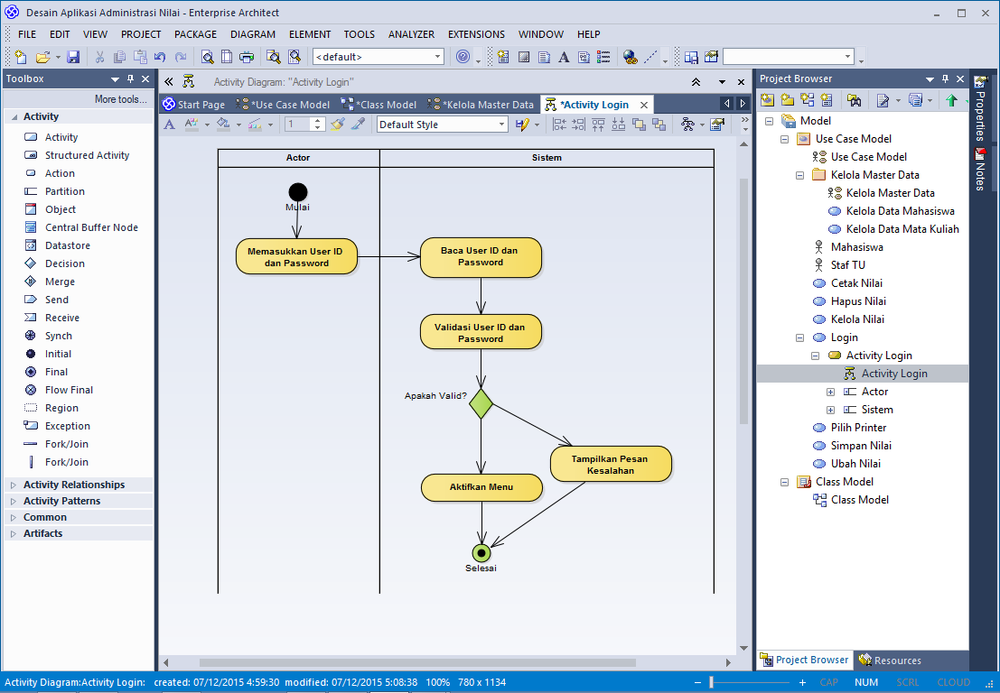 Desain Aplikasi Administrasi Nilai - Enterprise Architect
FILE EDIT VIEW PROJECT PACKAGE DIAGRAM ELEMENT TOOLS ANALYZER EXTENSIONS WINDOW HELP
<default>
Toolbox
More tools...
Activity
Activity
Structured Activity
Action
Partition
Object
Central Buffer Node
Datastore
Decision
Merge
Send
Receive
Synch
Initial
Final
Flow Final
Region
Exception
Fork/Join
Fork/Join
Activity Relationships
Activity Patterns
Common
Artifacts
Activity Diagram: "Activity Login"
Start Page *Use Case Model *Class Model *Kelola Master Data *Activity Login
1 Default Style
Actor Sistem
Mulai
Memasukkan User ID
dan Password
Baca User ID dan
Password
Validasi User ID dan
Password
Apakah Valid?
Tampilkan Pesan
Kesalahan
Aktifkan Menu
Selesai
Project Browser
Model
Use Case Model
Use Case Model
Kelola Master Data
Kelola Master Data
Kelola Data Mahasiswa
Kelola Data Mata Kuliah
Mahasiswa
Staf TU
Cetak Nilai
Hapus Nilai
Kelola Nilai
Login
Activity Login
Activity Login
Actor
Sistem
Pilih Printer
Simpan Nilai
Ubah Nilai
Class Model
Class Model
Project Browser Resources
Properties
Notes
Activity Diagram:Activity Login: created: 07/12/2015 4:59:30 modified: 07/12/2015 5:08:38 100% 780 x 1134
CAP NUM SCRL CLOUD